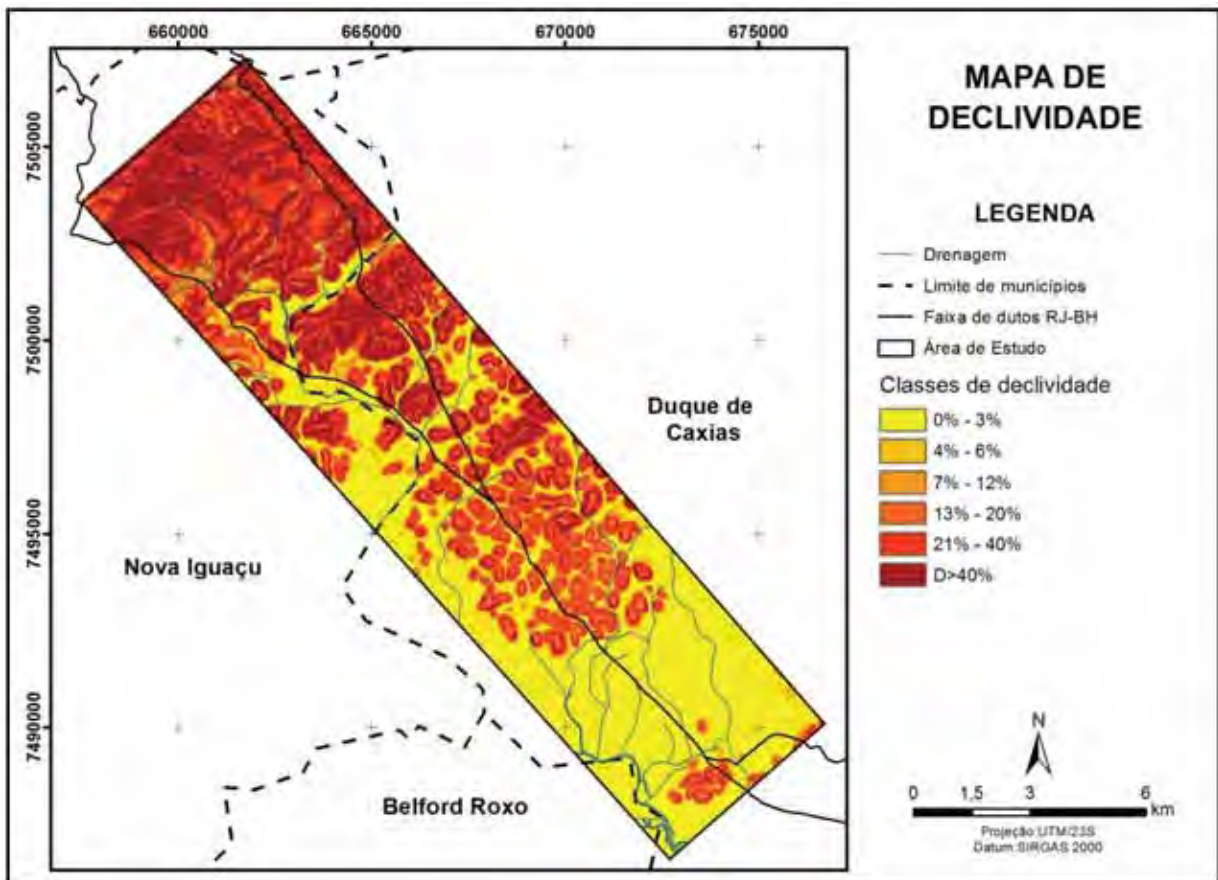 660000
665000
670000
675000
7505000
7500000
7495000
7490000
Duque de
Caxias
Nova Iguaçu
Belford Roxo
MAPA DE
DECLIVIDADE
LEGENDA
Drenagem
Limite de municípios
Faixa de dutos RJ-BH
Área de Estudo
Classes de declividade
0% - 3%
4% - 6%
7% - 12%
13% - 20%
21% - 40%
D>40%
N
0 1,5 3 6
km
Projeção:UTM/23S
Datum:SIRGAS 2000